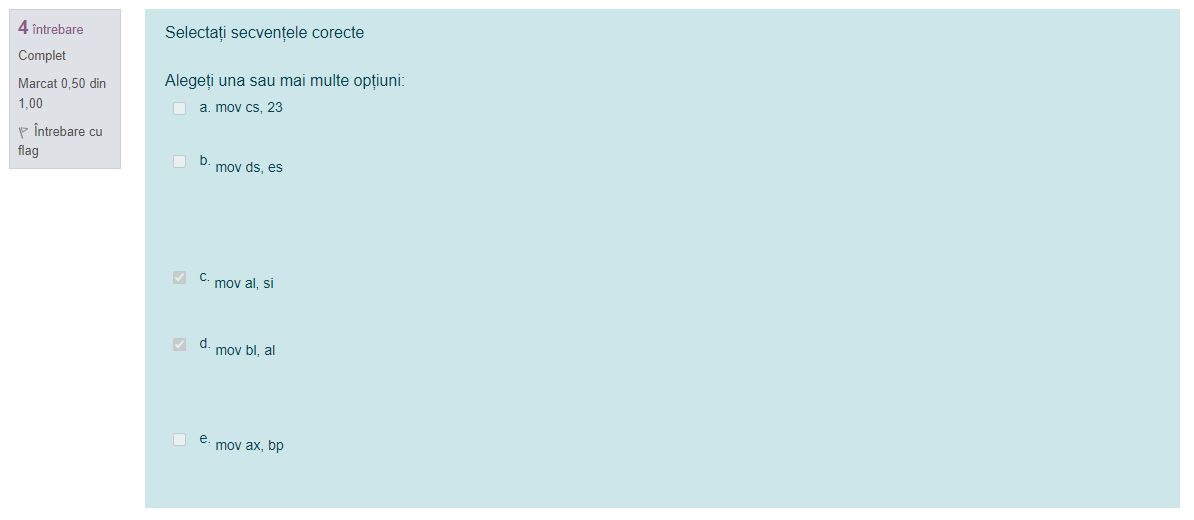 4 întrebare
Complet
Marcat 0,50 din
1,00
Întrebare cu
flag
Selectați secvențele corecte
Alegeți una sau mai multe opțiuni:
a. mov cs, 23
b. mov ds, es
c. mov al, si
d. mov bl, al
e. mov ax, bp